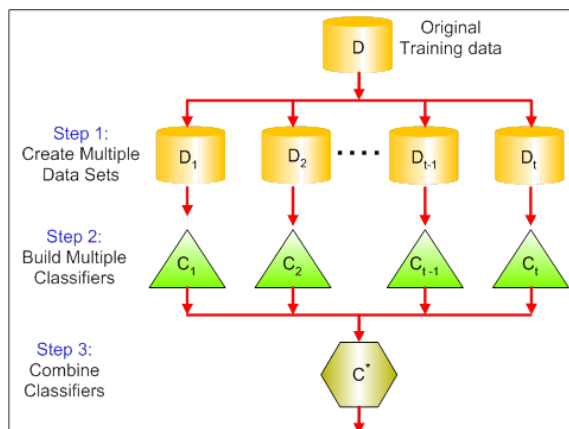 Original
Training data
D
Step 1:
Create Multiple
Data Sets
D₁ D₂ .... Dₜ₋₁ Dₜ
Step 2:
Build Multiple
Classifiers
C₁ C₂ Cₜ₋₁ Cₜ
Step 3:
Combine
Classifiers
C*